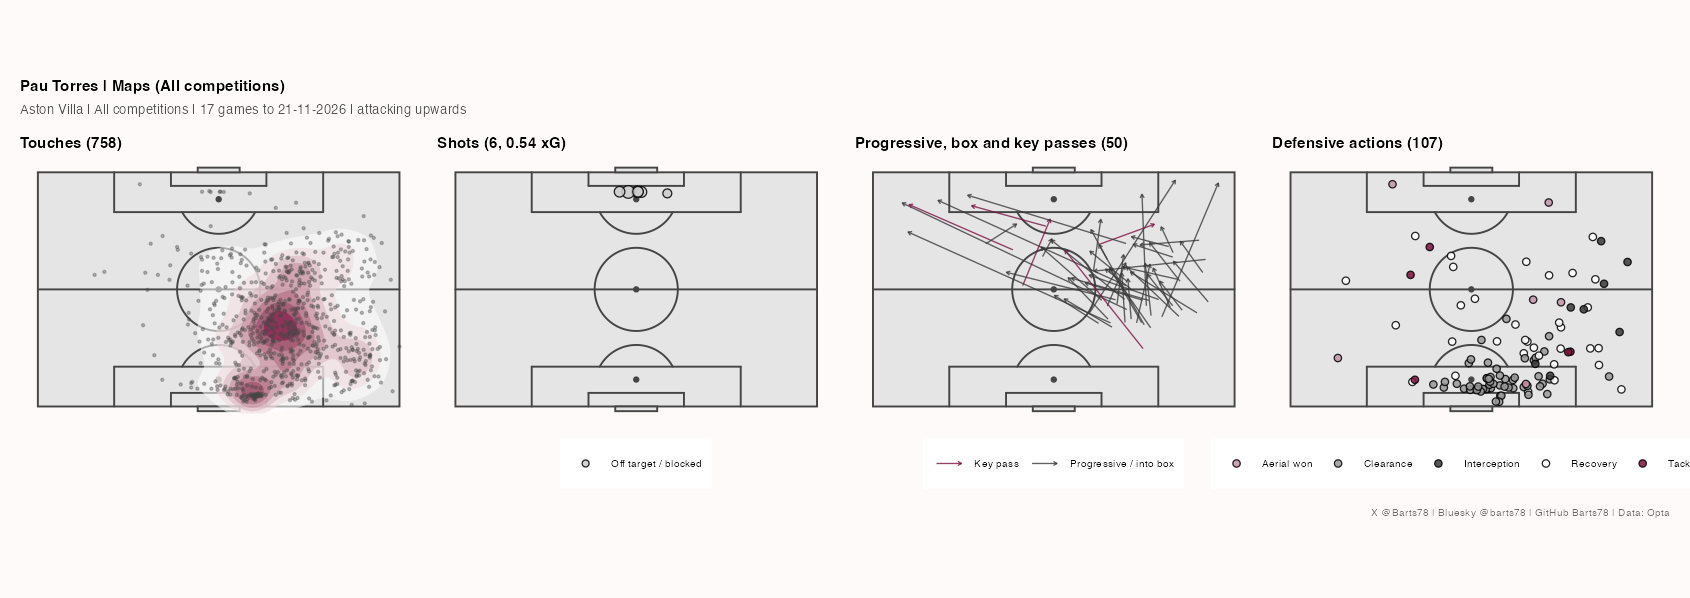 Pau Torres | Maps (All competitions)
Aston Villa | All competitions | 17 games to 21-11-2026 | attacking upwards
Touches (758)
Shots (6, 0.54 xG)
Progressive, box and key passes (50)
Defensive actions (107)
Off target / blocked
Key pass
Progressive / into box
Aerial won
Clearance
Interception
Recovery
Tack
X @Barts78 | Bluesky @barts78 | GitHub Barts78 | Data: Opta